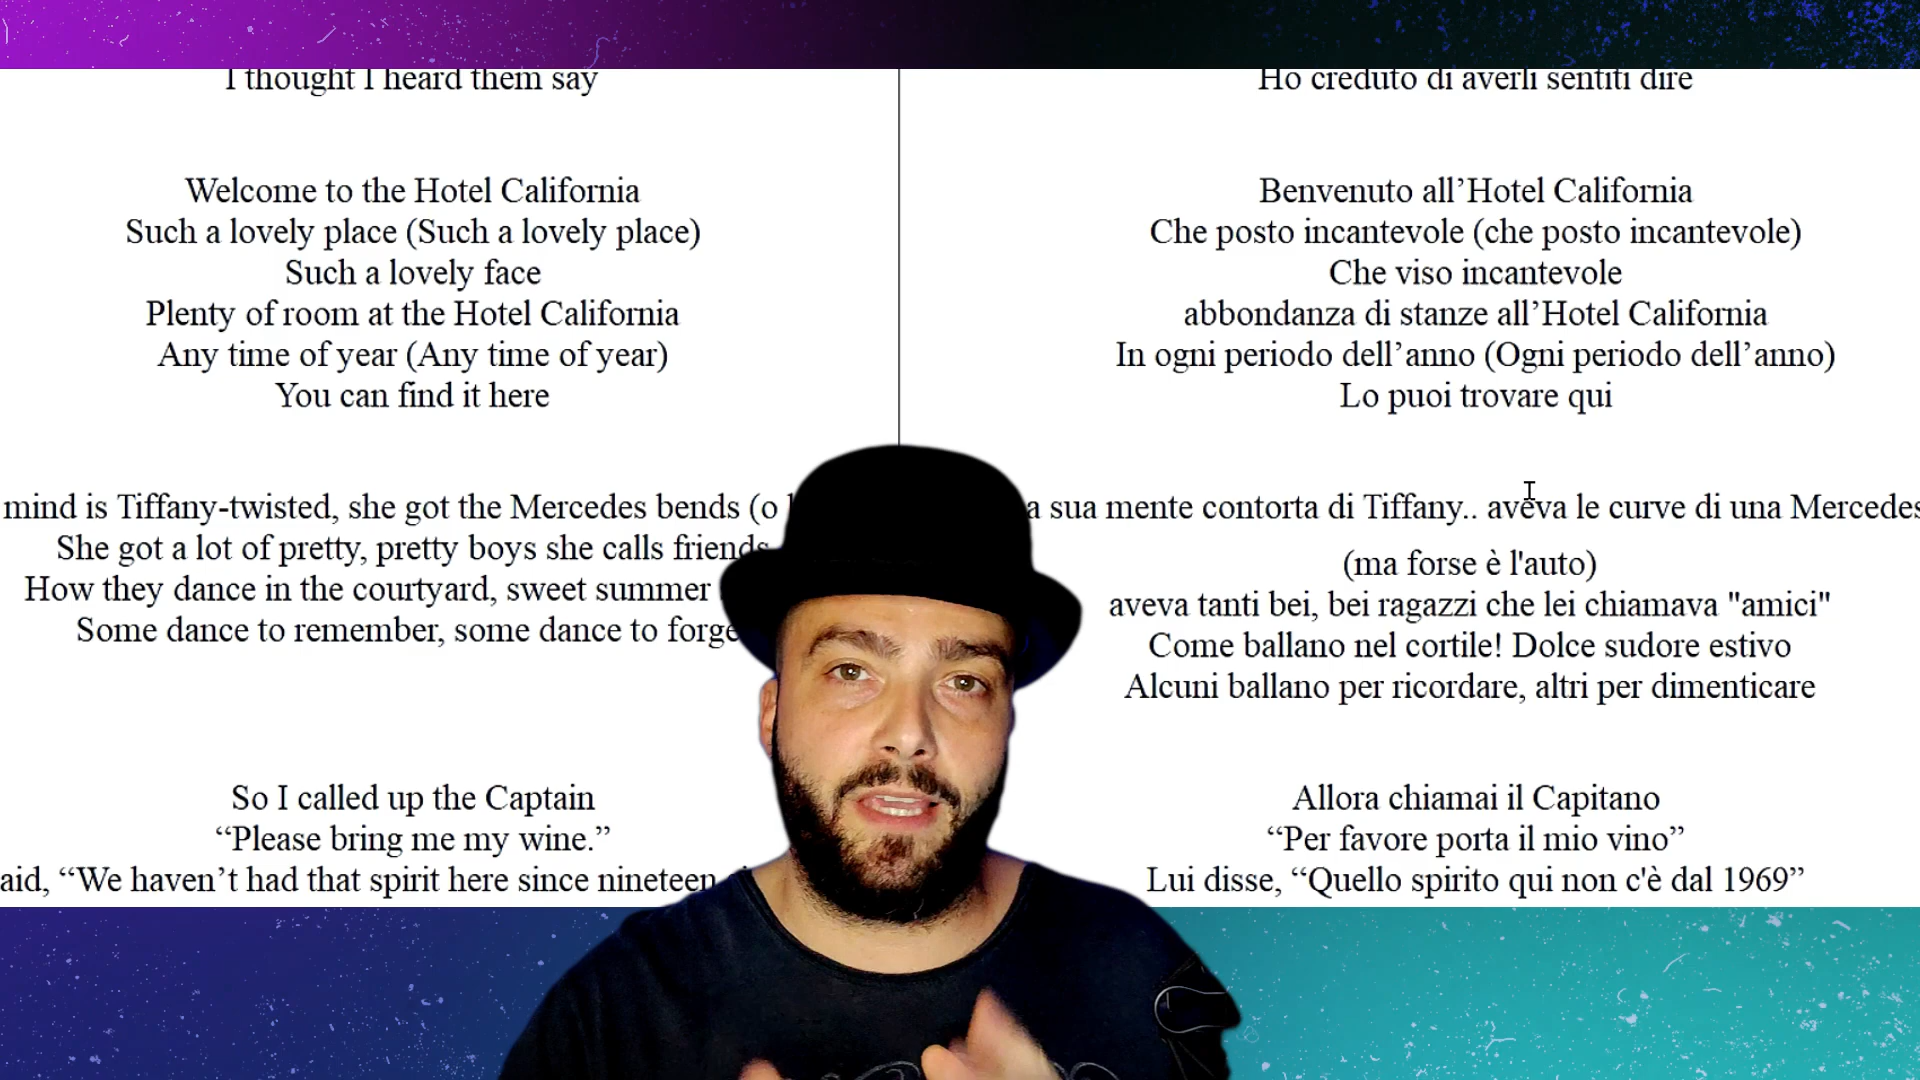 I thought I heard them say
Welcome to the Hotel California
Such a lovely place (Such a lovely place)
Such a lovely face
Plenty of room at the Hotel California
Any time of year (Any time of year)
You can find it here
mind is Tiffany-twisted, she got the Mercedes bends (o
She got a lot of pretty, pretty boys she calls friends
How they dance in the courtyard, sweet summer
Some dance to remember, some dance to forge
So I called up the Captain
“Please bring me my wine.”
aid, “We haven’t had that spirit here since nineteen
Ho creduto di averli sentiti dire
Benvenuto all’Hotel California
Che posto incantevole (che posto incantevole)
Che viso incantevole
abbondanza di stanze all’Hotel California
In ogni periodo dell’anno (Ogni periodo dell’anno)
Lo puoi trovare qui
a sua mente contorta di Tiffany.. aveva le curve di una Mercedes
(ma forse è l'auto)
aveva tanti bei, bei ragazzi che lei chiamava "amici"
Come ballano nel cortile! Dolce sudore estivo
Alcuni ballano per ricordare, altri per dimenticare
Allora chiamai il Capitano
“Per favore porta il mio vino”
Lui disse, “Quello spirito qui non c'è dal 1969”